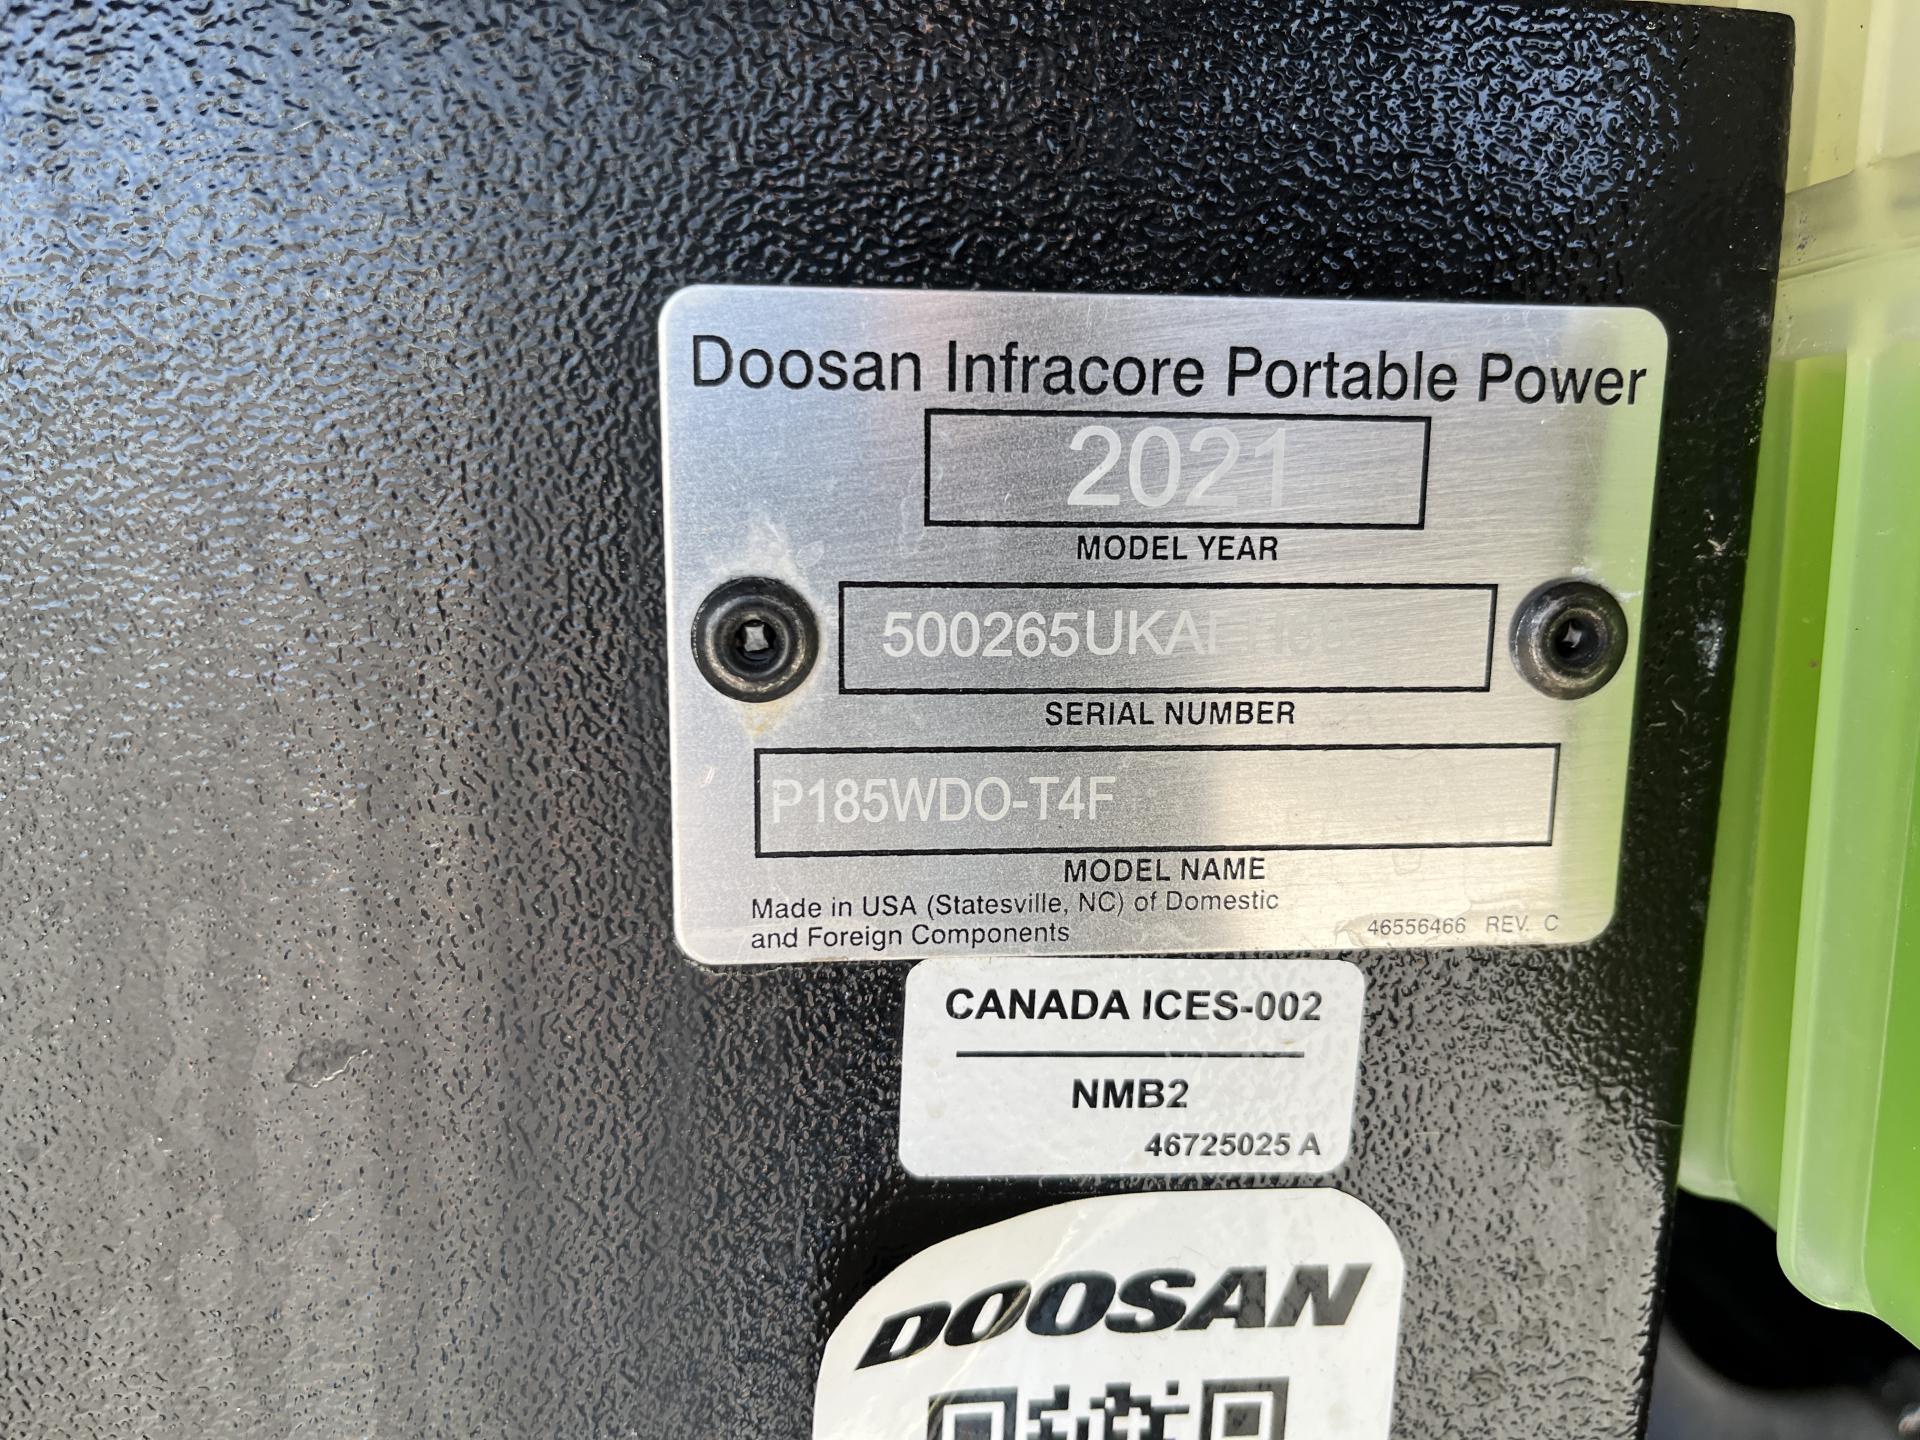 Doosan Infracore Portable Power
2021
MODEL YEAR
SERIAL NUMBER
P185WDO-T4F
MODEL NAME
Made in USA (Statesville, NC) of Domestic
and Foreign Components
46556466 REV. C
CANADA ICES-002
NMB2
46725025 A
DOOSAN